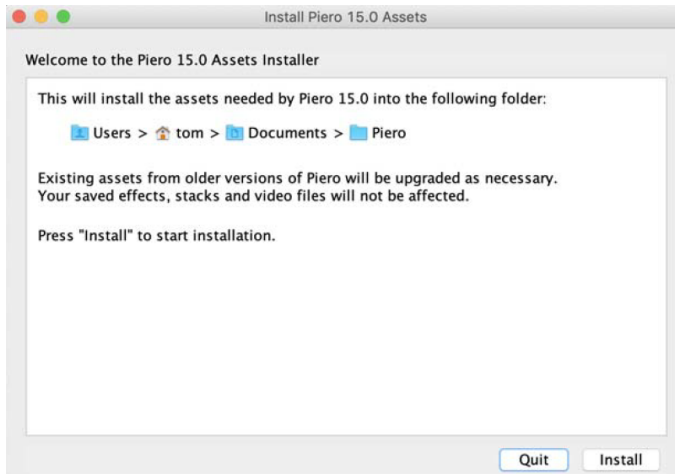 Install Piero 15.0 Assets
Welcome to the Piero 15.0 Assets Installer
This will install the assets needed by Piero 15.0 into the following folder:
Users > tom > Documents > Piero
Existing assets from older versions of Piero will be upgraded as necessary.
Your saved effects, stacks and video files will not be affected.
Press "Install" to start installation.
Quit Install